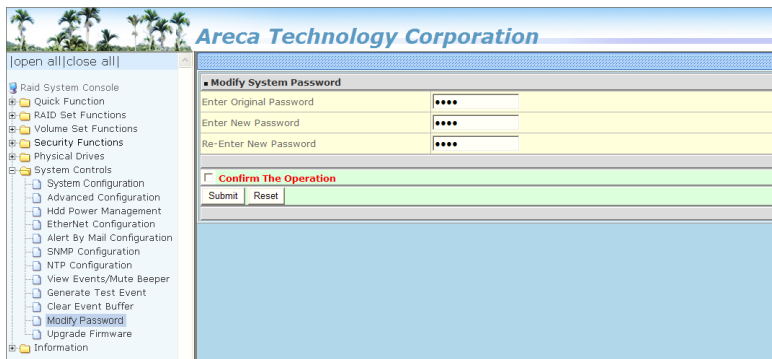 Areca Technology Corporation
|open all|close all|
Raid System Console
Quick Function
RAID Set Functions
Volume Set Functions
Security Functions
Physical Drives
System Controls
System Configuration
Advanced Configuration
Hdd Power Management
EtherNet Configuration
Alert By Mail Configuration
SNMP Configuration
NTP Configuration
View Events/Mute Beeper
Generate Test Event
Clear Event Buffer
Modify Password
Upgrade Firmware
Information
Modify System Password
Enter Original Password ••••
Enter New Password ••••
Re-Enter New Password ••••
Confirm The Operation
Submit Reset